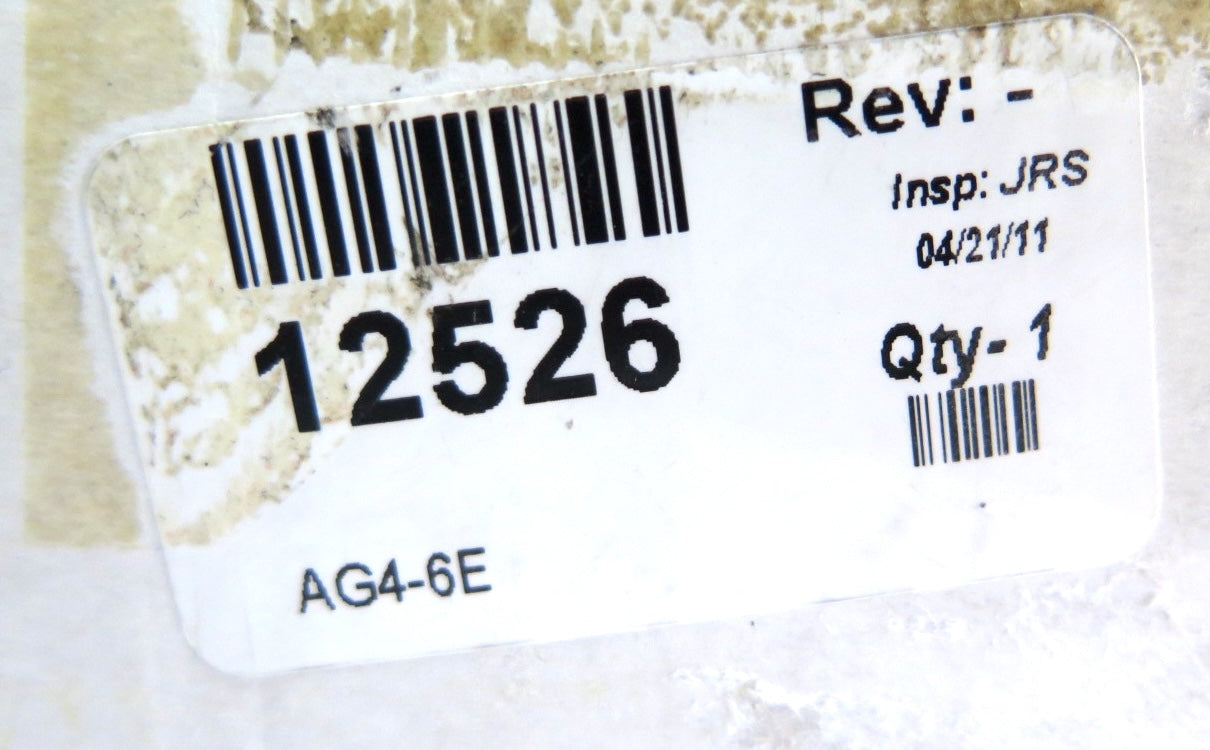 Rev: -
Insp: JRS
04/21/11
12526
Qty- 1
AG4-6E